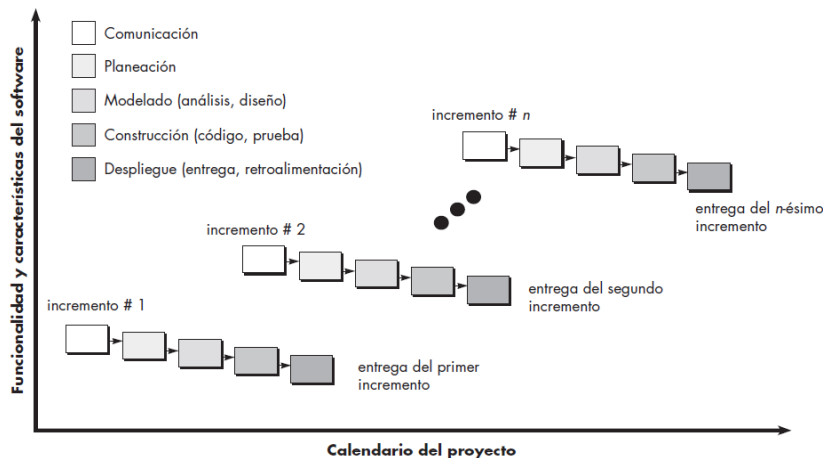 Funcionalidad y características del software
Comunicación
Planeación
Modelado (análisis, diseño)
Construcción (código, prueba)
Despliegue (entrega, retroalimentación)
incremento # n
entrega del n-ésimo
incremento
incremento # 2
entrega del segundo
incremento
incremento # 1
entrega del primer
incremento
Calendario del proyecto